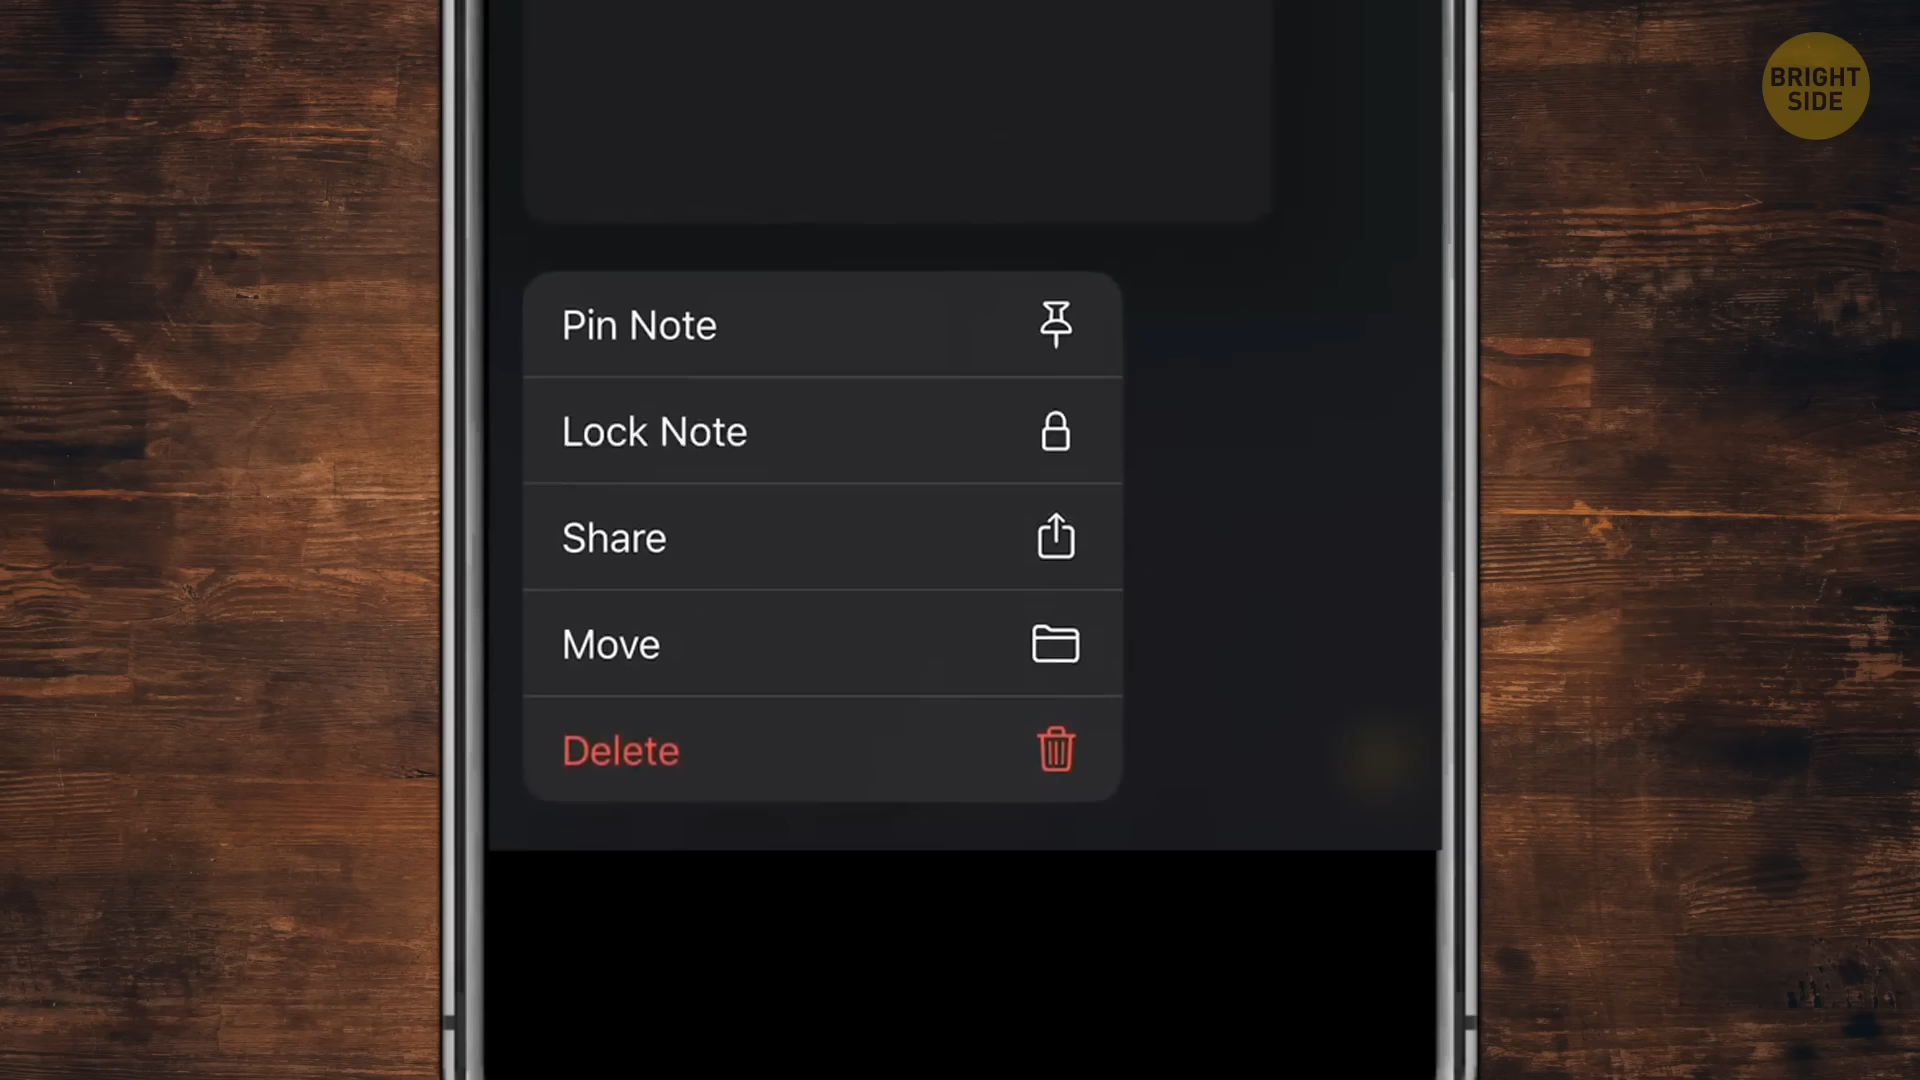 BRIGHT
SIDE
Pin Note
Lock Note
Share
Move
Delete